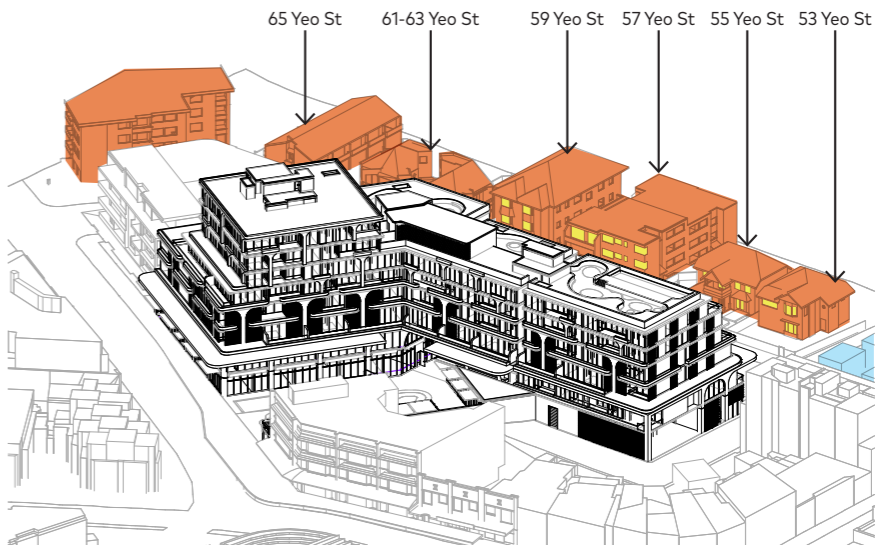 65 Yeo St
61-63 Yeo St
59 Yeo St
57 Yeo St
55 Yeo St
53 Yeo St